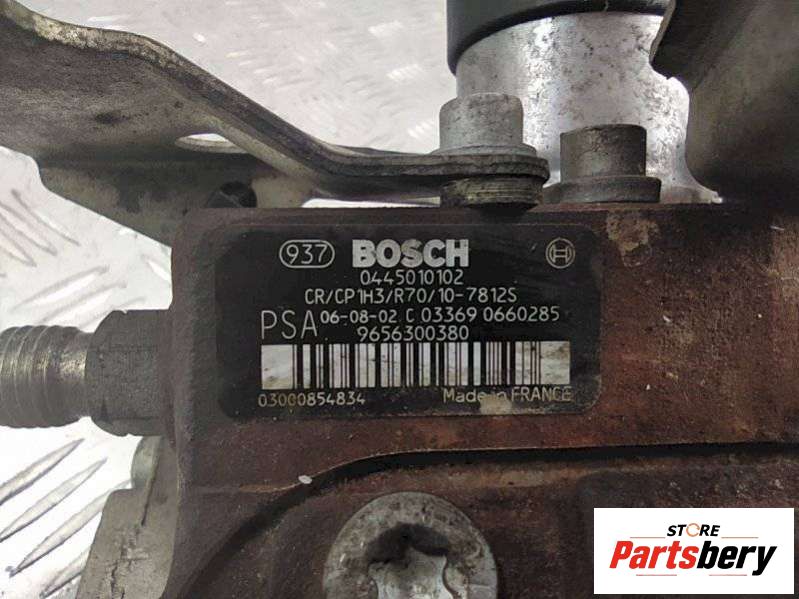 937 BOSCH
0445010102
CR/CP1H3/R70/10-7812S
PSA 06-08-02 C 03369 0660285
9656300380
03000854834 Made in FRANCE
STORE
Partsbery